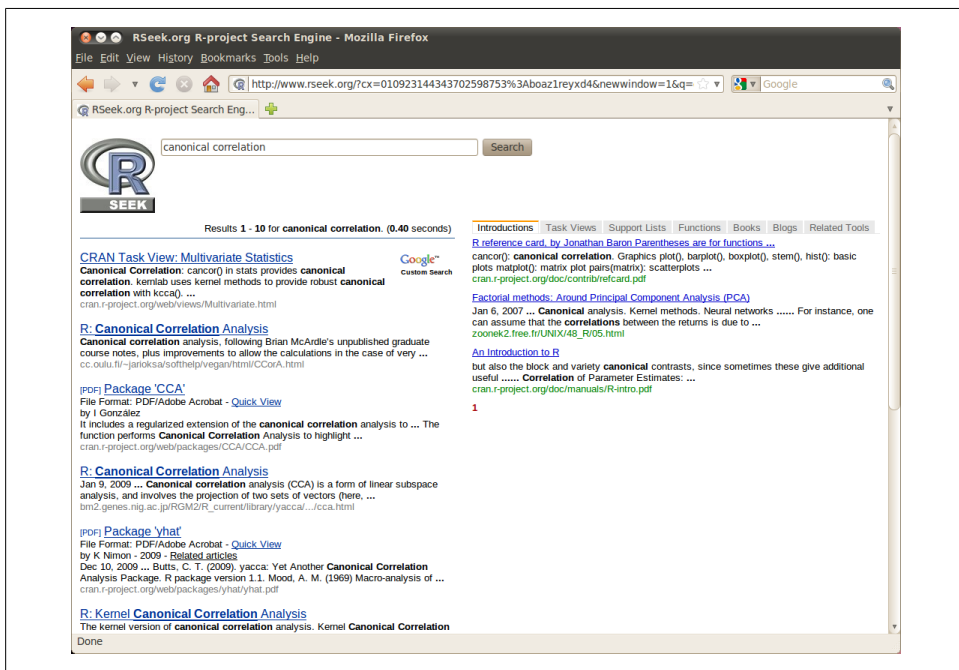 RSeek.org R-project Search Engine - Mozilla Firefox
File Edit View History Bookmarks Tools Help
http://www.rseek.org/?cx=010923144343702598753%3Aboaz1reyxd4&newwindow=1&q=
Google
RSeek.org R-project Search Eng...
canonical correlation
Search
R
SEEK
Results 1 - 10 for canonical correlation. (0.40 seconds)
CRAN Task View: Multivariate Statistics
Canonical Correlation: cancor() in stats provides canonical
correlation. kernlab uses kernel methods to provide robust canonical
correlation with kcca(). ...
cran.r-project.org/web/views/Multivariate.html
Google™
Custom Search
R: Canonical Correlation Analysis
Canonical correlation analysis, following Brian McArdle's unpublished graduate
course notes, plus improvements to allow the calculations in the case of very ...
cc.oulu.fi/~jarioksa/softhelp/vegan/html/CCorA.html
[PDF] Package 'CCA'
File Format: PDF/Adobe Acrobat - Quick View
by I González
It includes a regularized extension of the canonical correlation analysis to ... The
function performs Canonical Correlation Analysis to highlight ...
cran.r-project.org/web/packages/CCA/CCA.pdf
R: Canonical Correlation Analysis
Jan 9, 2009 ... Canonical correlation analysis (CCA) is a form of linear subspace
analysis, and involves the projection of two sets of vectors (here, ...
bm2.genes.nig.ac.jp/RGM2/R_current/library/yacca/.../cca.html
[PDF] Package 'yhat'
File Format: PDF/Adobe Acrobat - Quick View
by K Nimon - 2009 - Related articles
Dec 10, 2009 ... Butts, C. T. (2009). yacca: Yet Another Canonical Correlation
Analysis Package. R package version 1.1. Mood, A. M. (1969) Macro-analysis of ...
cran.r-project.org/web/packages/yhat/yhat.pdf
R: Kernel Canonical Correlation Analysis
The kernel version of canonical correlation analysis. Kernel Canonical Correlation
Introductions Task Views Support Lists Functions Books Blogs Related Tools
R reference card, by Jonathan Baron Parentheses are for functions ...
cancor(): canonical correlation. Graphics plot(), barplot(), boxplot(), stem(), hist(): basic
plots matplot(): matrix plot pairs(matrix): scatterplots ...
cran.r-project.org/doc/contrib/refcard.pdf
Factorial methods: Around Principal Component Analysis (PCA)
Jan 6, 2007 ... Canonical analysis. Kernel methods. Neural networks ...... For instance, one
can assume that the correlations between the returns is due to ...
zoonek2.free.fr/UNIX/48_R/05.html
An Introduction to R
but also the block and variety canonical contrasts, since sometimes these give additional
useful ...... Correlation of Parameter Estimates: ...
cran.r-project.org/doc/manuals/R-intro.pdf
1
Done